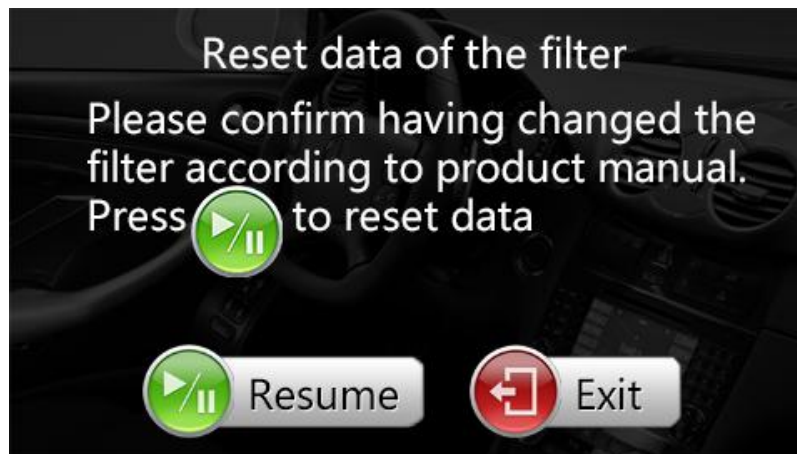 Reset data of the filter
Please confirm having changed the
filter according to product manual.
Press to reset data
Resume
Exit